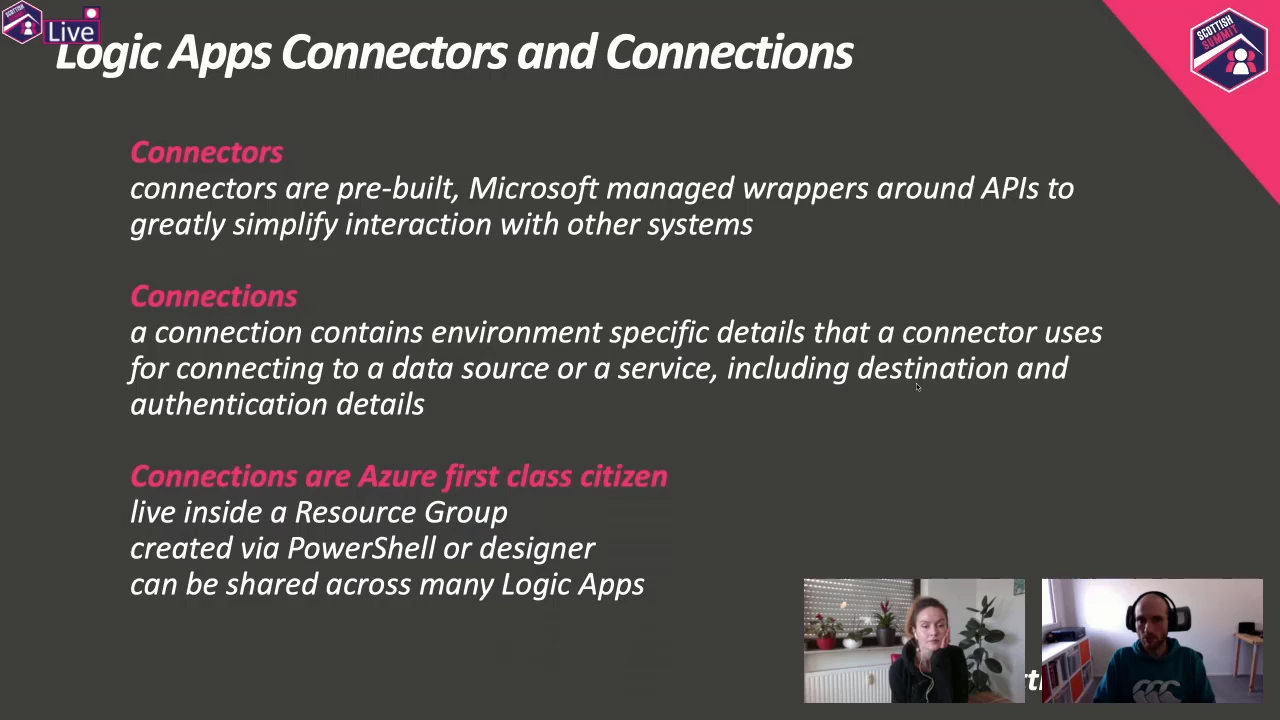 SCOTTISH
Live
Logic Apps Connectors and Connections
SCOTTISH
SUMMIT
Connectors
connectors are pre-built, Microsoft managed wrappers around APIs to
greatly simplify interaction with other systems
Connections
a connection contains environment specific details that a connector uses
for connecting to a data source or a service, including destination and
authentication details
Connections are Azure first class citizen
live inside a Resource Group
created via PowerShell or designer
can be shared across many Logic Apps